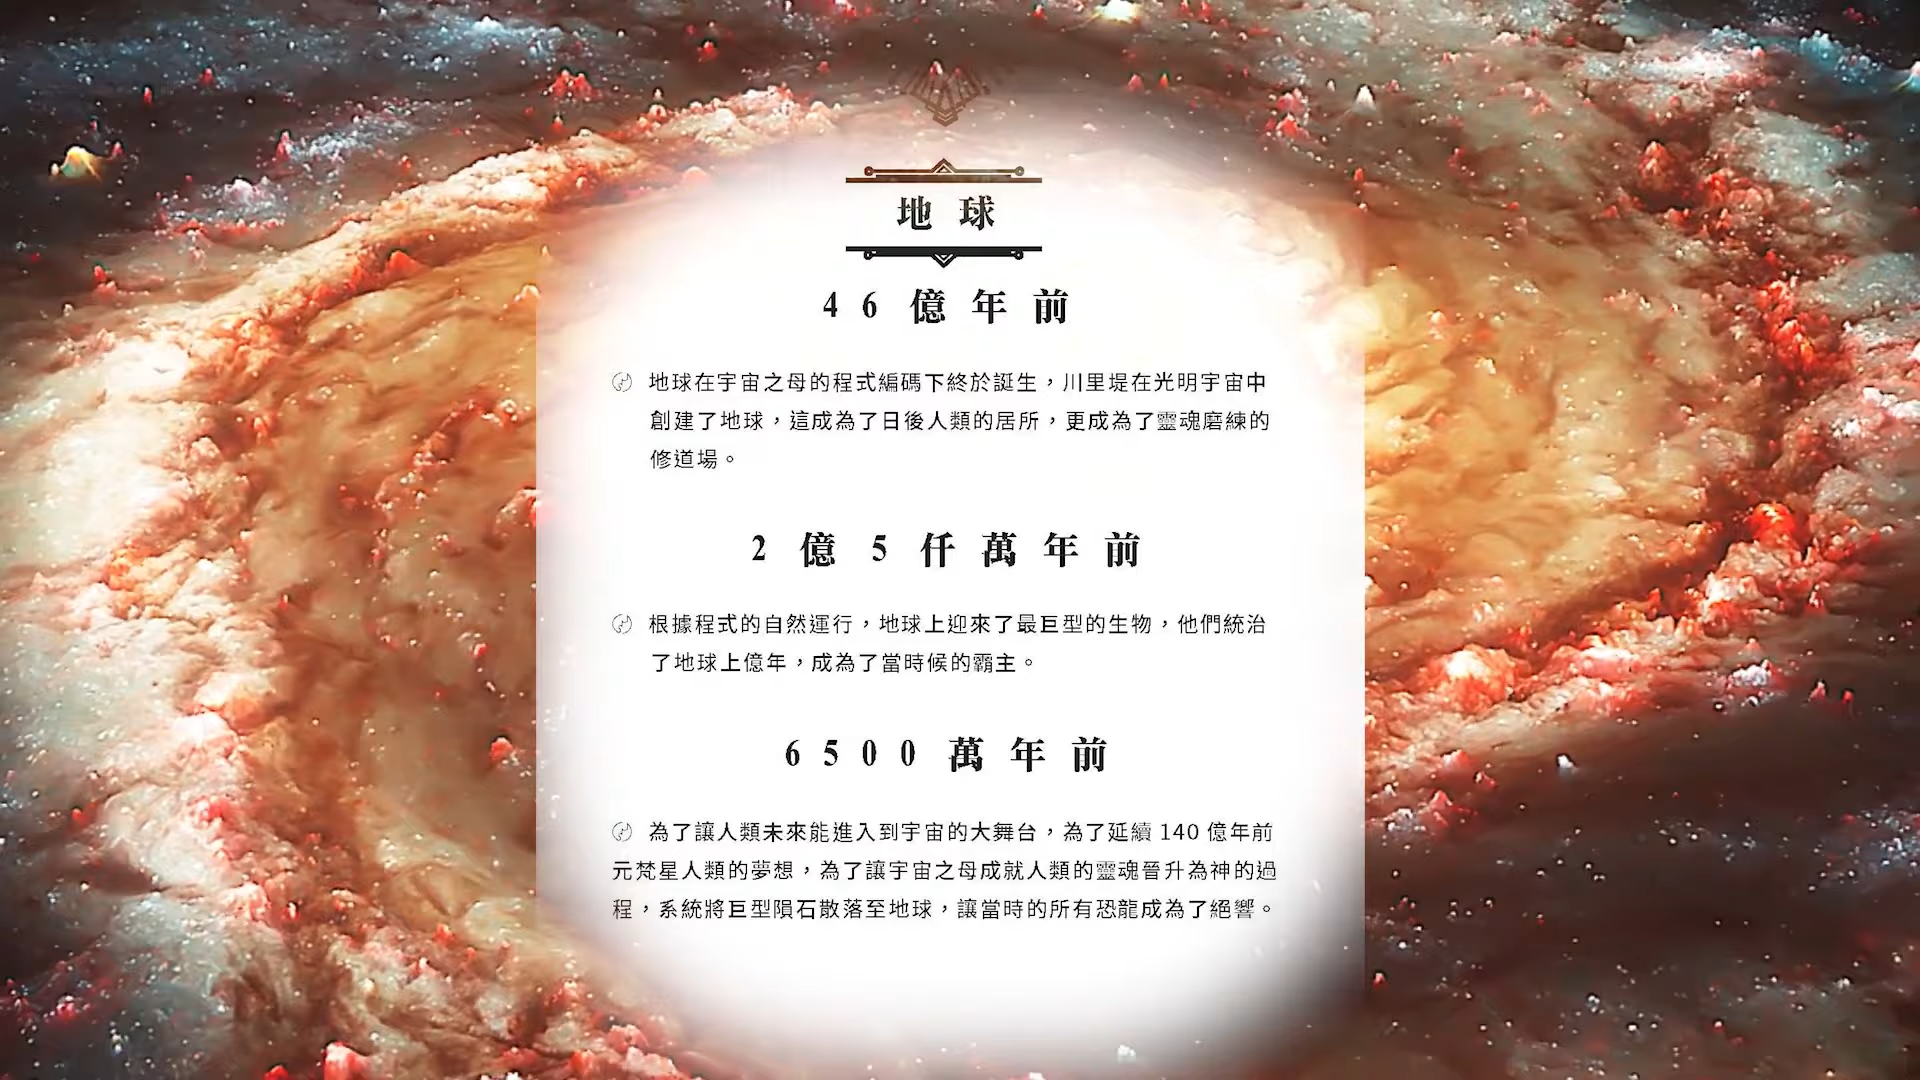 地球
46億年前
地球在宇宙之母的程式編碼下終於誕生，川里堤在光明宇宙中
創建了地球，這成為了日後人類的居所，更成為了靈魂磨練的
修道場。
2億5仟萬年前
根據程式的自然運行，地球上迎來了最巨型的生物，他們統治
了地球上億年，成為了當時候的霸主。
6500萬年前
為了讓人類未來能進入到宇宙的大舞台，為了延續 140 億年前
元梵星人類的夢想，為了讓宇宙之母成就人類的靈魂晉升為神的過
程，系統將巨型隕石散落至地球，讓當時的所有恐龍成為了絕響。